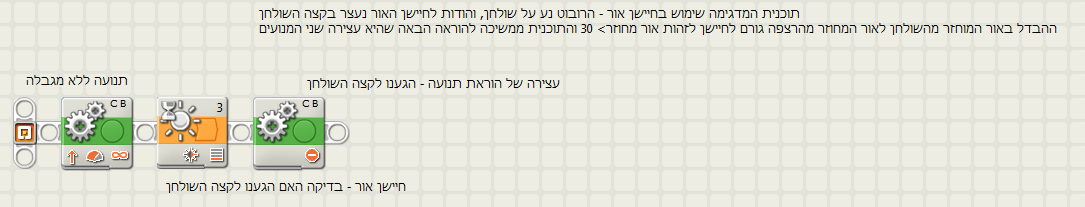 תוכנית המדגימה שימוש בחיישן אור - הרובוט נע על שולחן, והודות לחיישן האור נעצר בקצה השולחן
ההבדל באור המוחזר מהשולחן לאור המוחזר מהרצפה גורם לחיישן לזהות אור מוחזר> 30 והתוכנית ממשיכה להוראה הבאה שהיא עצירה שני המנועים
תנועה ללא מגבלה
עצירה של הוראת תנועה - הגענו לקצה השולחן
C B
3
C B
חיישן אור - בדיקה האם הגענו לקצה השולחן